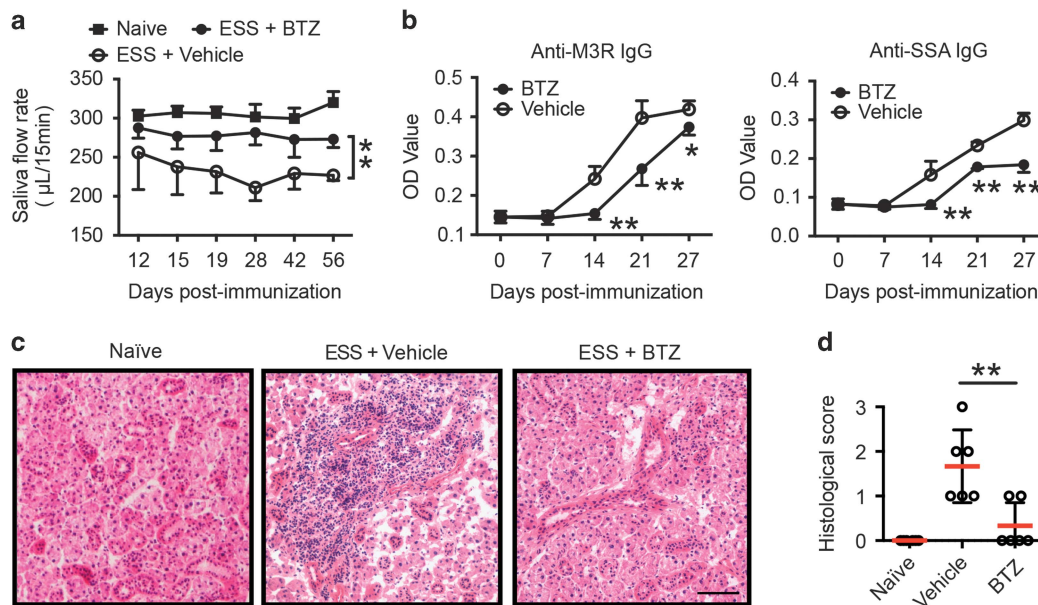 a
Naive
ESS + BTZ
ESS + Vehicle
Saliva flow rate
( µL/15min)
350
300
250
200
150
**
12 15 19 28 42 56
Days post-immunization
b
Anti-M3R IgG
BTZ
Vehicle
OD Value
0.5
0.4
0.3
0.2
0.1
**
**
*
0 7 14 21 27
Days post-immunization
Anti-SSA IgG
BTZ
Vehicle
OD Value
0.4
0.3
0.2
0.1
0.0
**
**
**
0 7 14 21 27
Days post-immunization
c
Naïve
ESS + Vehicle
ESS + BTZ
d
**
Histological score
3
2
1
0
Naïve
Vehicle
BTZ